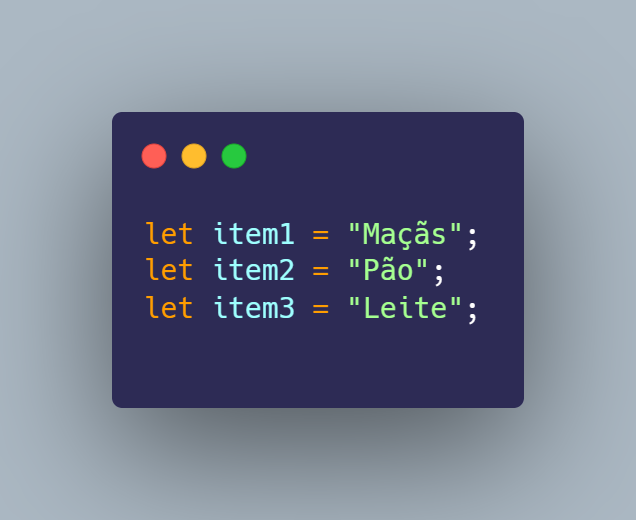 let item1 = "Maçãs";
let item2 = "Pão";
let item3 = "Leite";